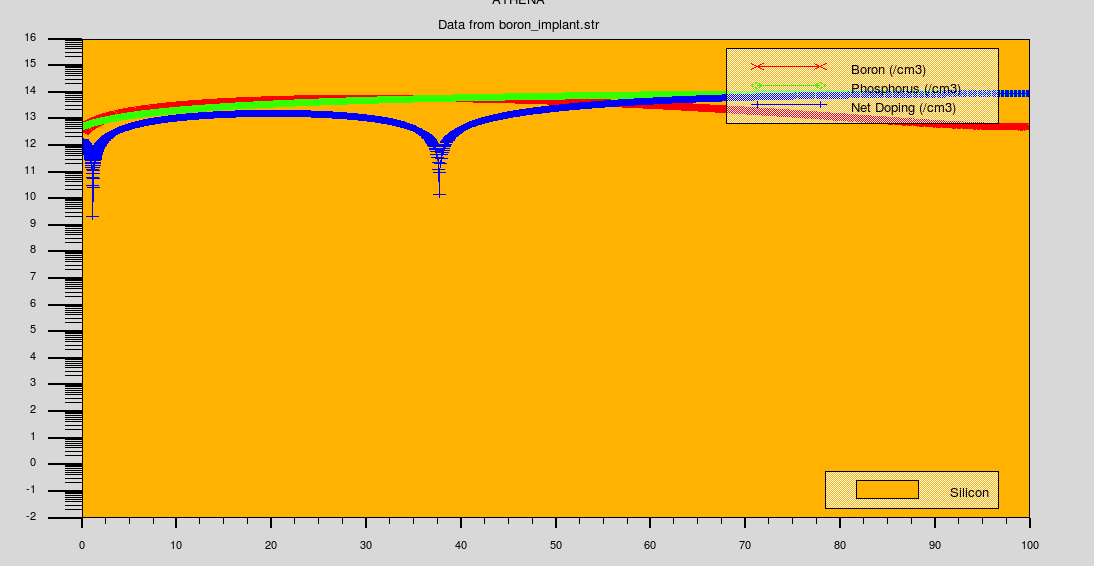 ATHENA
Data from boron_implant.str
16
15
14
13
12
11
10
9
8
7
6
5
4
3
2
1
0
-1
-2
Boron (/cm3)
Phosphorus (/cm3)
Net Doping (/cm3)
Silicon
0 10 20 30 40 50 60 70 80 90 100